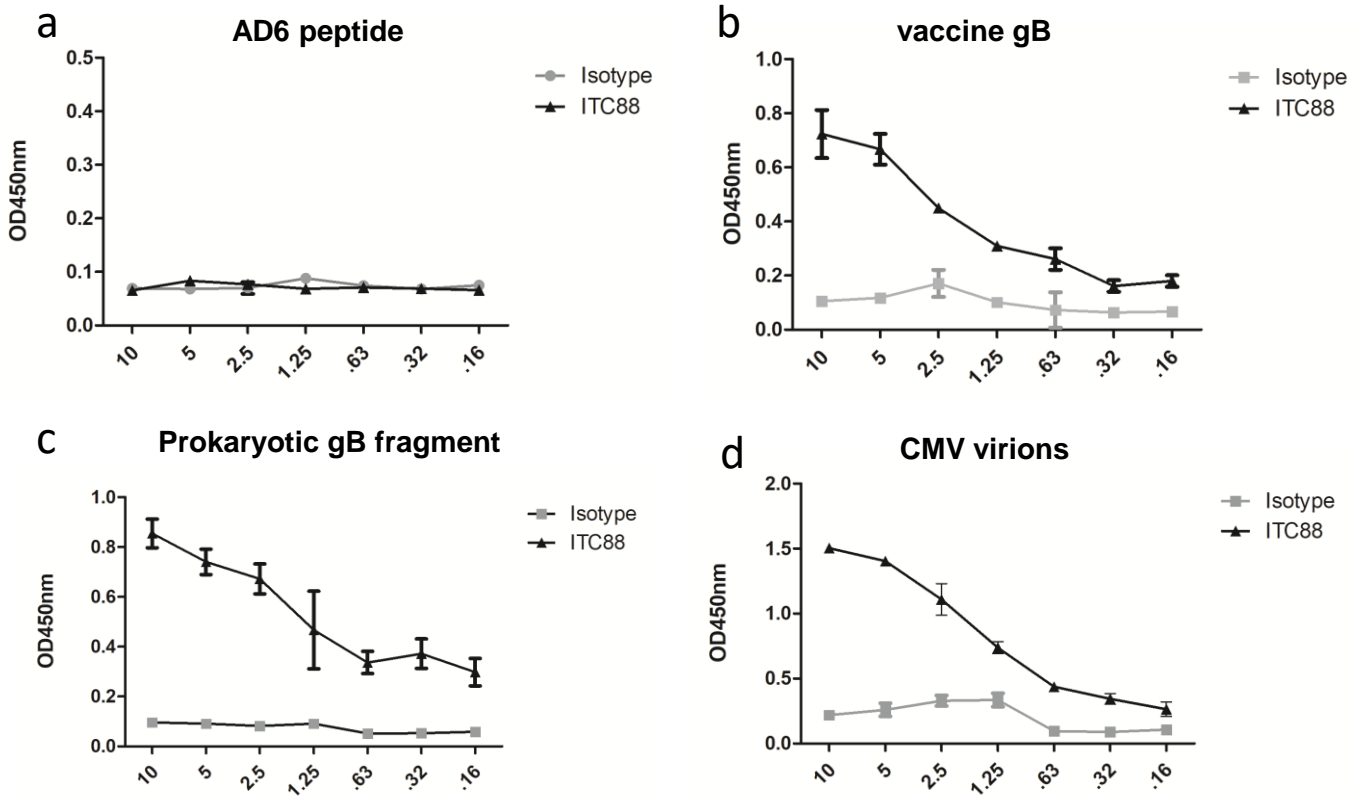 a
AD6 peptide
0.5
0.4
0.3
0.2
0.1
0.0
OD450nm
10
5
2.5
1.25
.63
.32
.16
Isotype
ITC88
b
vaccine gB
1.0
0.8
0.6
0.4
0.2
0.0
OD450nm
10
5
2.5
1.25
.63
.32
.16
Isotype
ITC88
c
Prokaryotic gB fragment
1.0
0.8
0.6
0.4
0.2
0.0
OD450nm
10
5
2.5
1.25
.63
.32
.16
Isotype
ITC88
d
CMV virions
2.0
1.5
1.0
0.5
0.0
OD450nm
10
5
2.5
1.25
.63
.32
.16
Isotype
ITC88